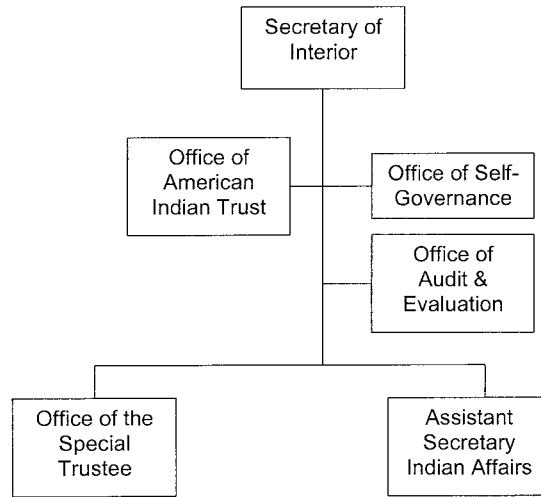 Secretary of
Interior
Office of
American
Indian Trust
Office of Self-
Governance
Office of
Audit &
Evaluation
Office of the
Special
Trustee
Assistant
Secretary
Indian Affairs